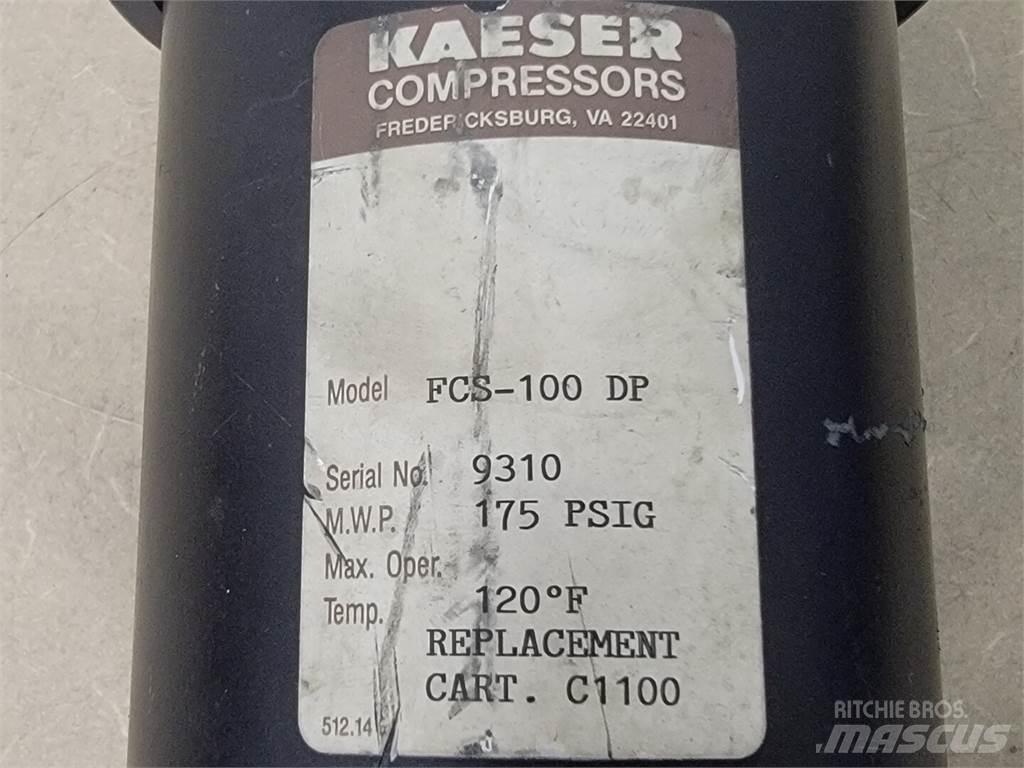 KAESER
COMPRESSORS
FREDERICKSBURG, VA 22401
Model FCS-100 DP
Serial No. 9310
M.W.P. 175 PSIG
Max. Oper.
Temp. 120°F
REPLACEMENT
CART. C1100
512.14
RITCHIE BROS.
MASCUS